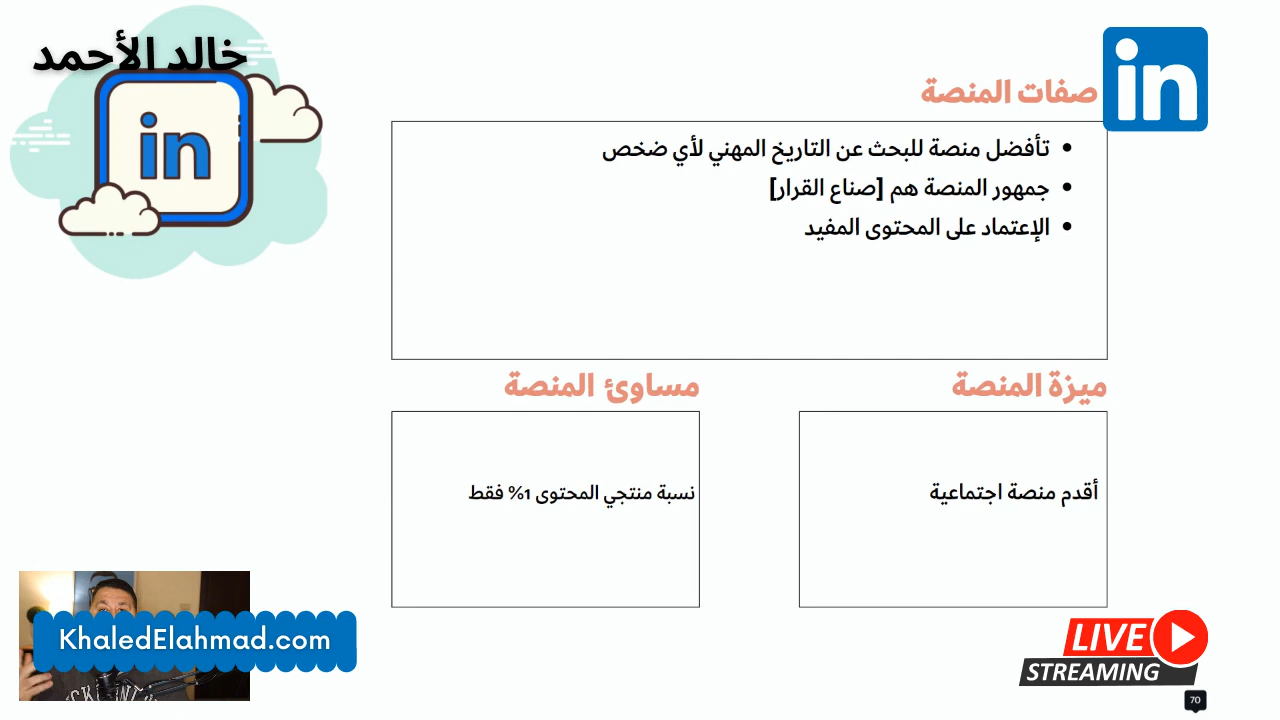 خالد الأحمد
in
in
صفات المنصة
تأفضل منصة للبحث عن التاريخ المهني لأي ضخص
جمهور المنصة هم [صناع القرار]
الإعتماد على المحتوى المفيد
ميزة المنصة
مساوئ المنصة
أقدم منصة اجتماعية
نسبة منتجي المحتوى 1% فقط
KhaledElahmad.com
LIVE
STREAMING
70